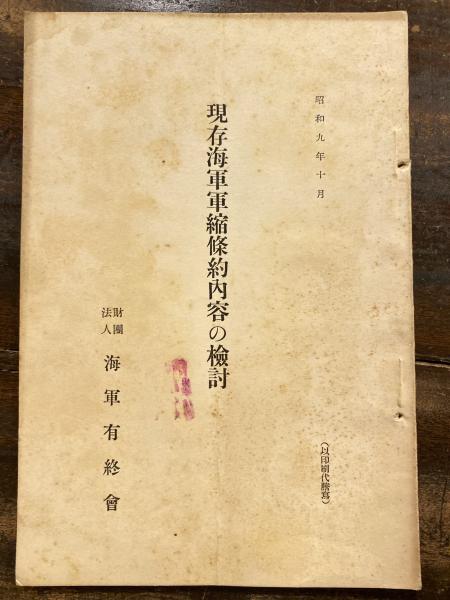 昭和九年十月
現存海軍軍縮條約內容の檢討
財團法人 海軍有終會
(以印刷代謄寫)